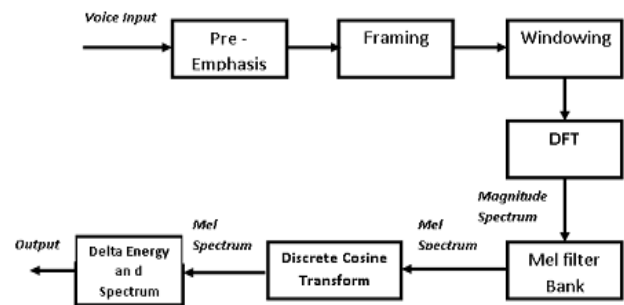 Voice Input
Pre -
Emphasis
Framing
Windowing
DFT
Magnitude
Spectrum
Mel filter
Bank
Mel
Spectrum
Discrete Cosine
Transform
Mel
Spectrum
Delta Energy
an d
Spectrum
Output